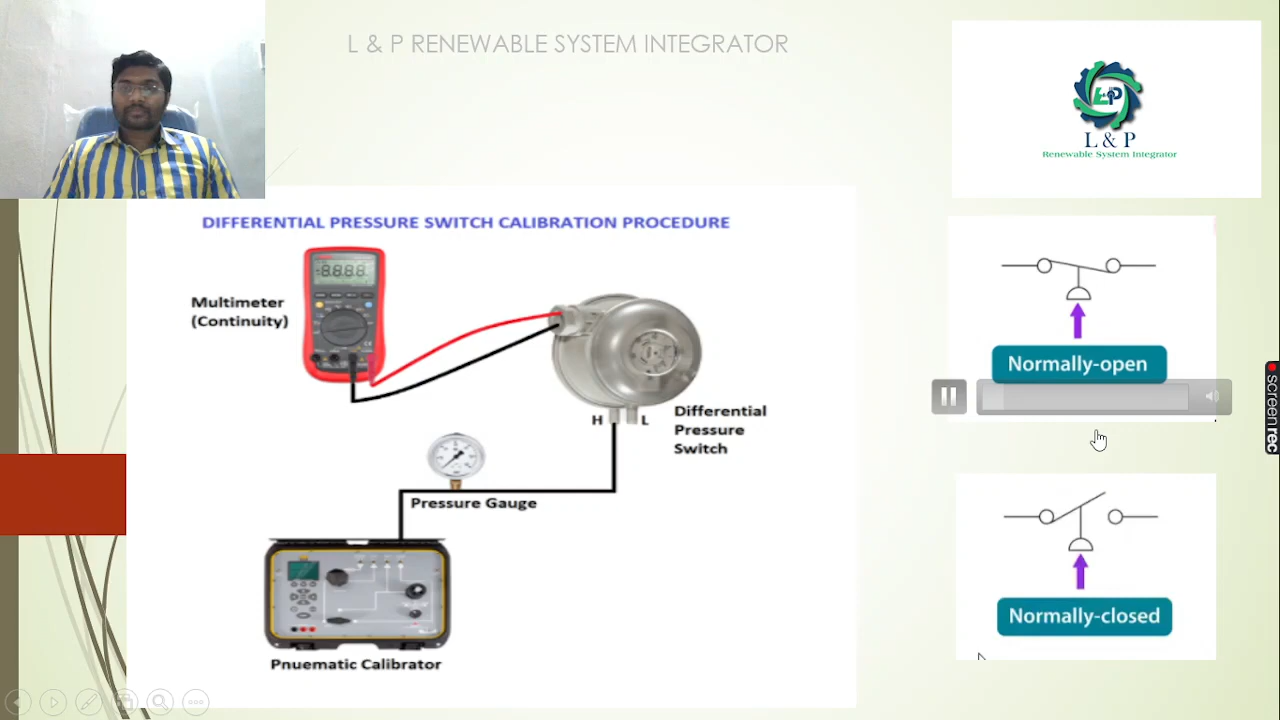 L & P RENEWABLE SYSTEM INTEGRATOR
L&P
L & P
Renewable System Integrator
DIFFERENTIAL PRESSURE SWITCH CALIBRATION PROCEDURE
Multimeter
(Continuity)
H
L
Differential
Pressure
Switch
Pressure Gauge
Pnuematic Calibrator
Normally-open
Normally-closed
screenrec